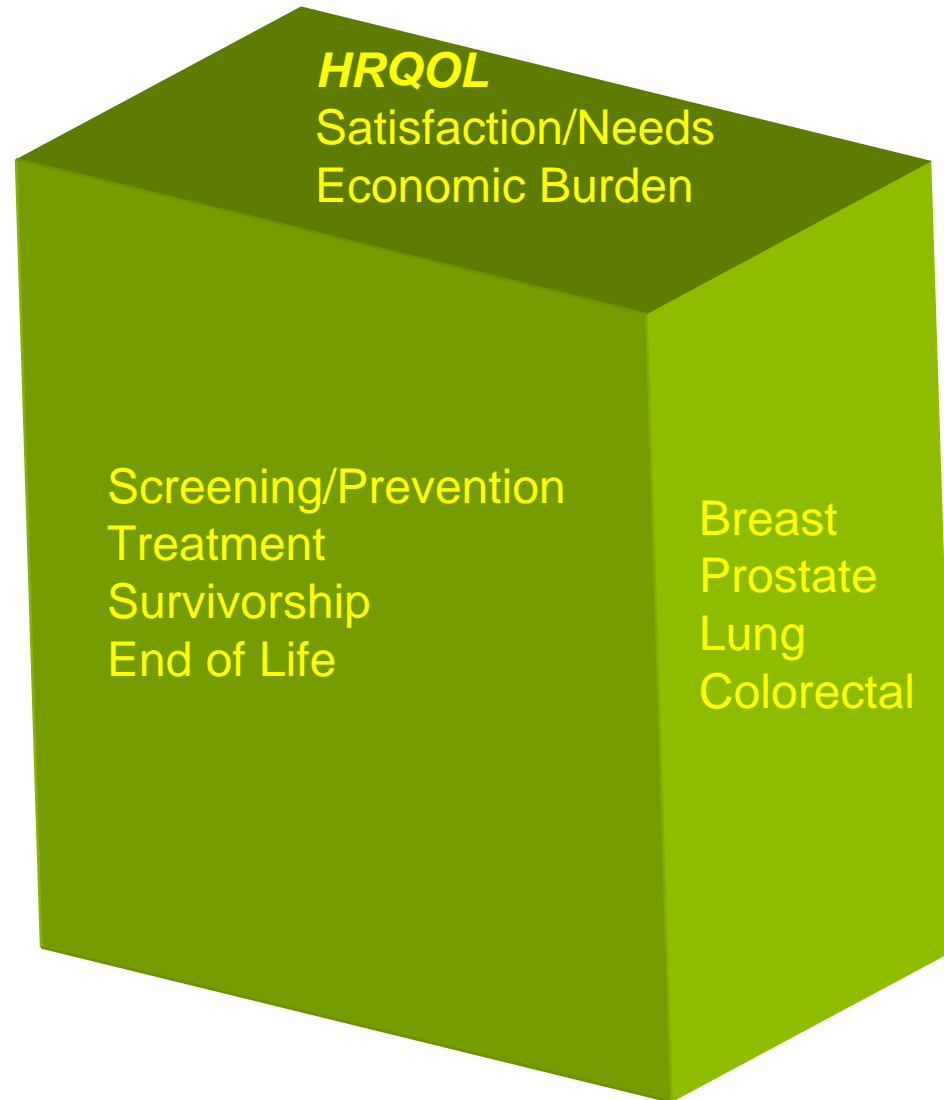 HRQOL
Satisfaction/Needs
Economic Burden
Screening/Prevention
Treatment
Survivorship
End of Life
Breast
Prostate
Lung
Colorectal